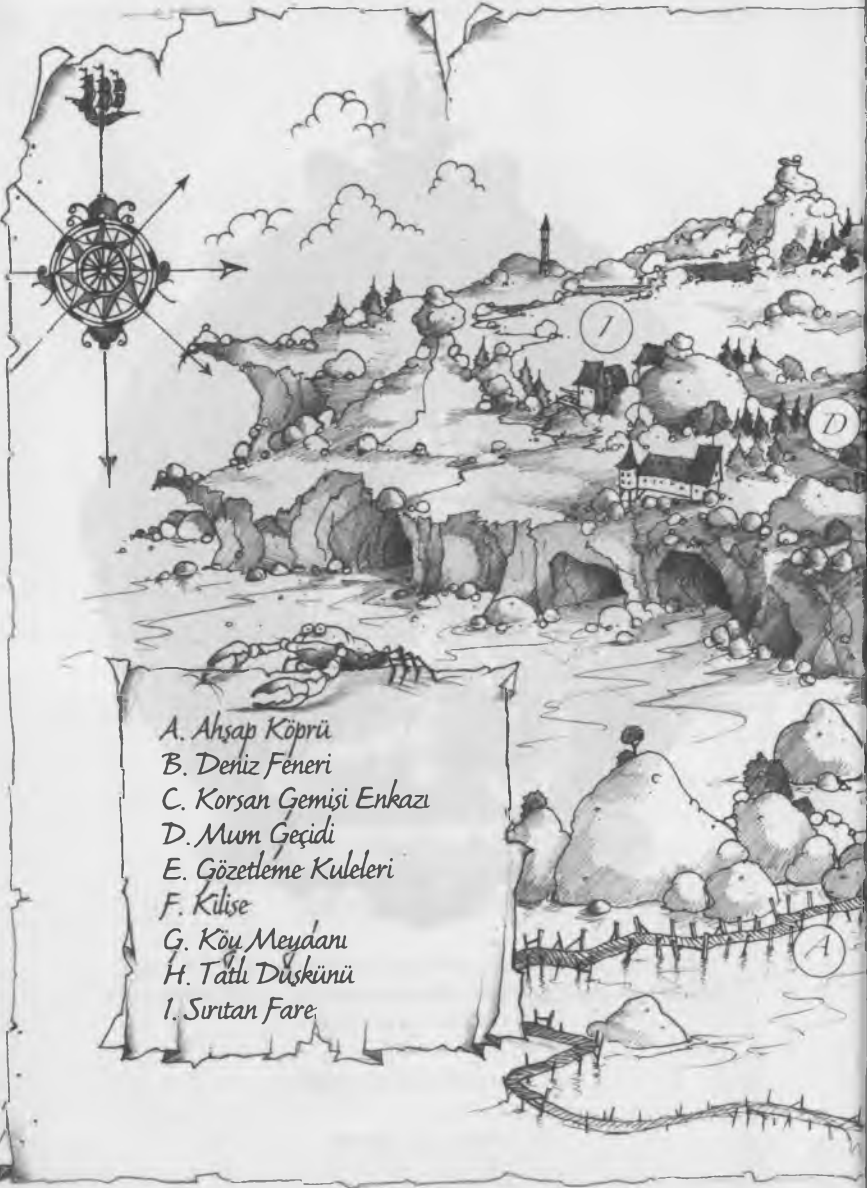 I
D
A. Ahşap Köprü
B. Deniz Feneri
C. Korsan Gemisi Enkazı
D. Mum Geçidi
E. Gözetleme Kuleleri
F. Kilise
G. Köy Meydanı
H. Tatlı Düşkünü
I. Sırıtan Fare
A